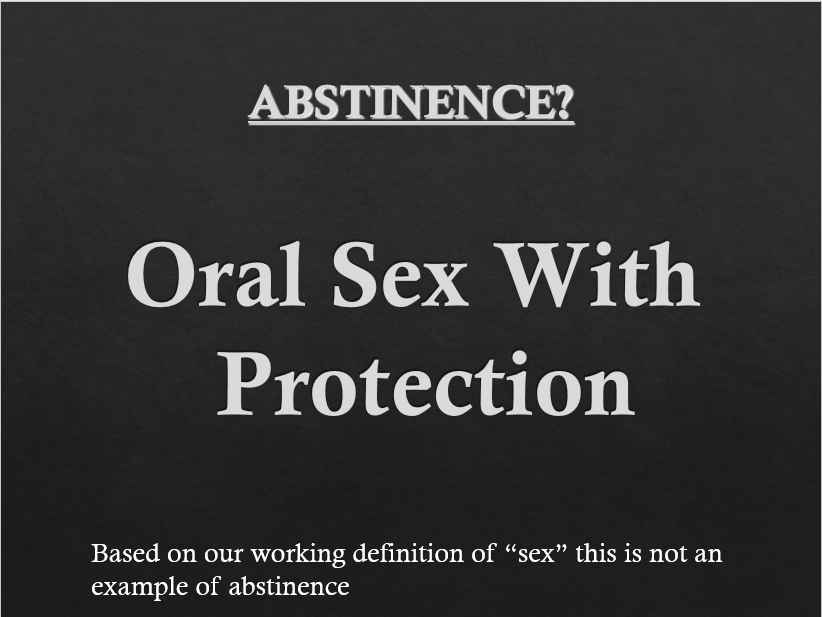 ABSTINENCE?
Oral Sex With
Protection
Based on our working definition of “sex” this is not an
example of abstinence